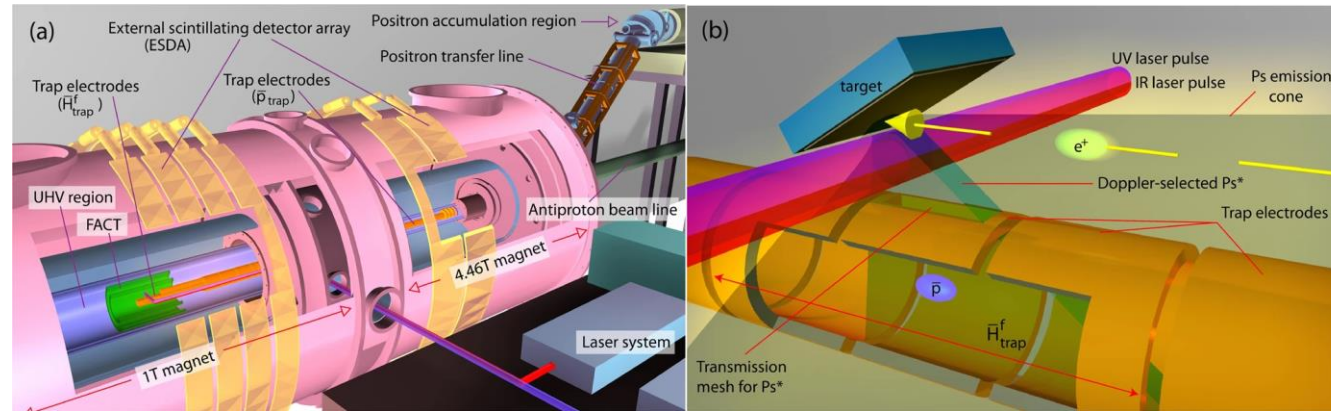 (a)
External scintillating detector array
(ESDA)
Positron accumulation region
Positron transfer line
Trap electrodes
(H̅ᶠtrap)
Trap electrodes
(p̅ trap)
UHV region
FACT
Antiproton beam line
4.46T magnet
Laser system
1T magnet
(b)
UV laser pulse
IR laser pulse
Ps emission
cone
target
e⁺
Doppler-selected Ps*
Trap electrodes
p̅
H̅ᶠtrap
Transmission
mesh for Ps*